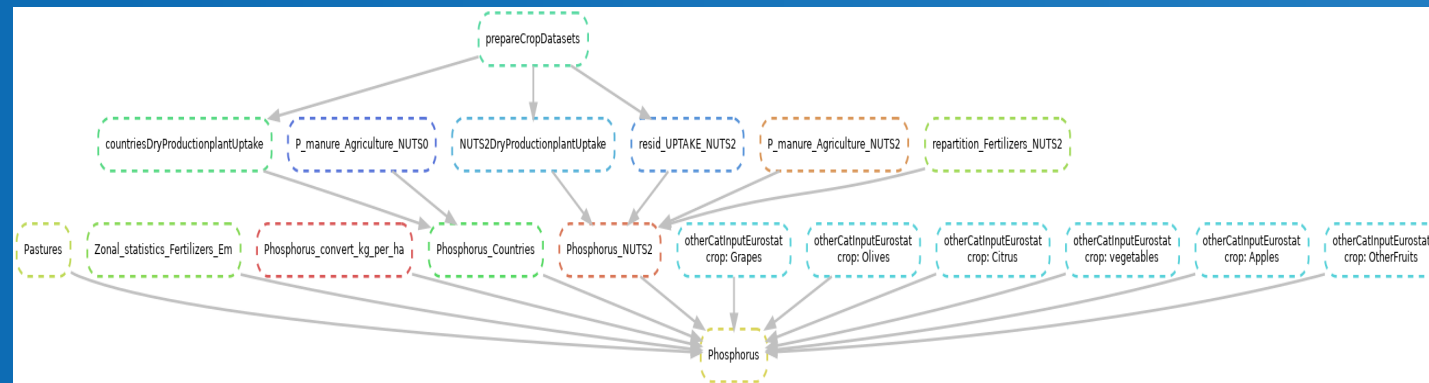 prepareCropDatasets
countriesDryProductionplantUptake
P_manure_Agriculture_NUTS0
NUTS2DryProductionplantUptake
resid_UPTAKE_NUTS2
P_manure_Agriculture_NUTS2
repartition_Fertilizers_NUTS2
Pastures
Zonal_statistics_Fertilizers_Em
Phosphorus_convert_kg_per_ha
Phosphorus_Countries
Phosphorus_NUTS2
otherCatInputEurostat
crop: Grapes
otherCatInputEurostat
crop: Olives
otherCatInputEurostat
crop: Citrus
otherCatInputEurostat
crop: vegetables
otherCatInputEurostat
crop: Apples
otherCatInputEurostat
crop: OtherFruits
Phosphorus